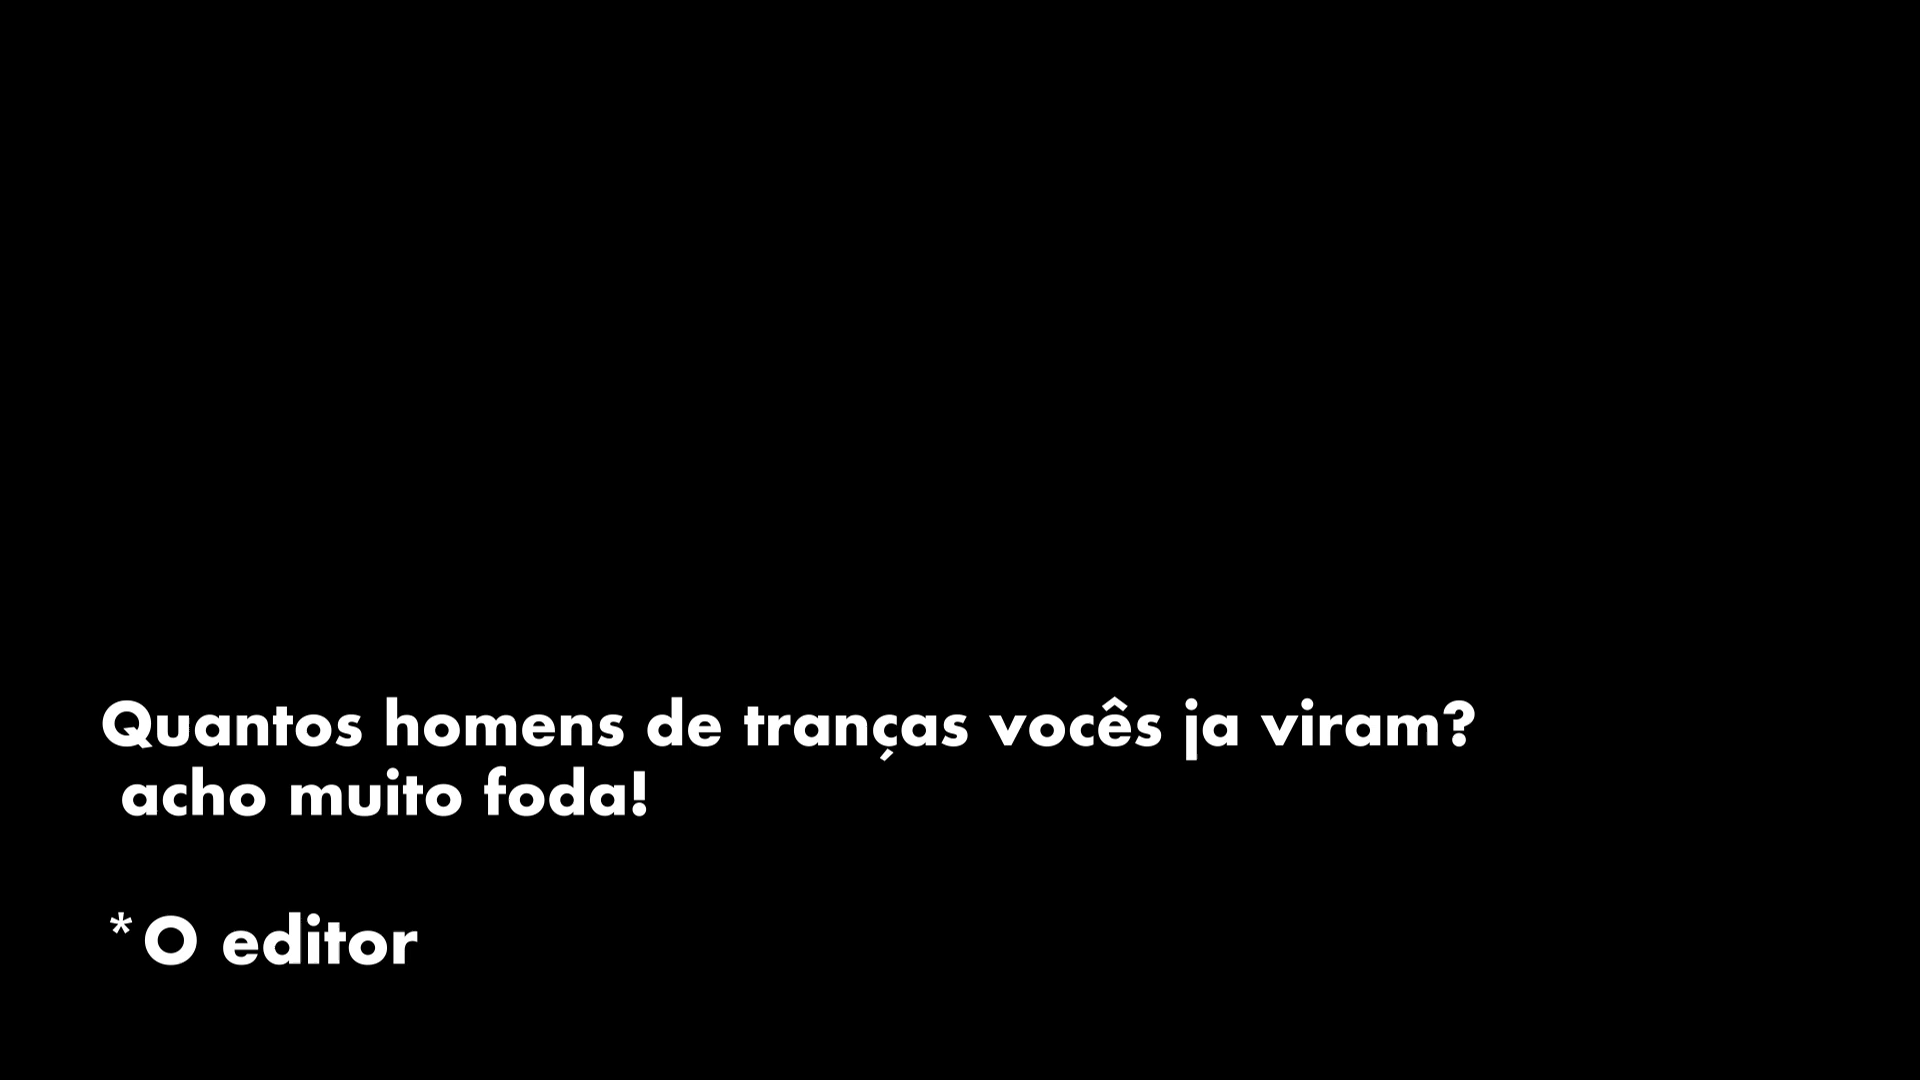 Quantos homens de tranças vocês ja viram?
acho muito foda!
*O editor